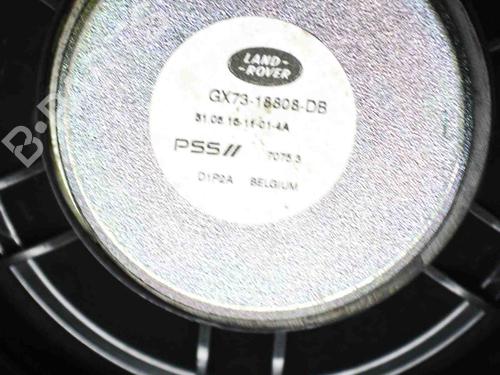 LAND-
-ROVER
GX73-18808-DB
31.05.16-11-01-4A
PSS//
7075.3
D1P2A BELGIUM